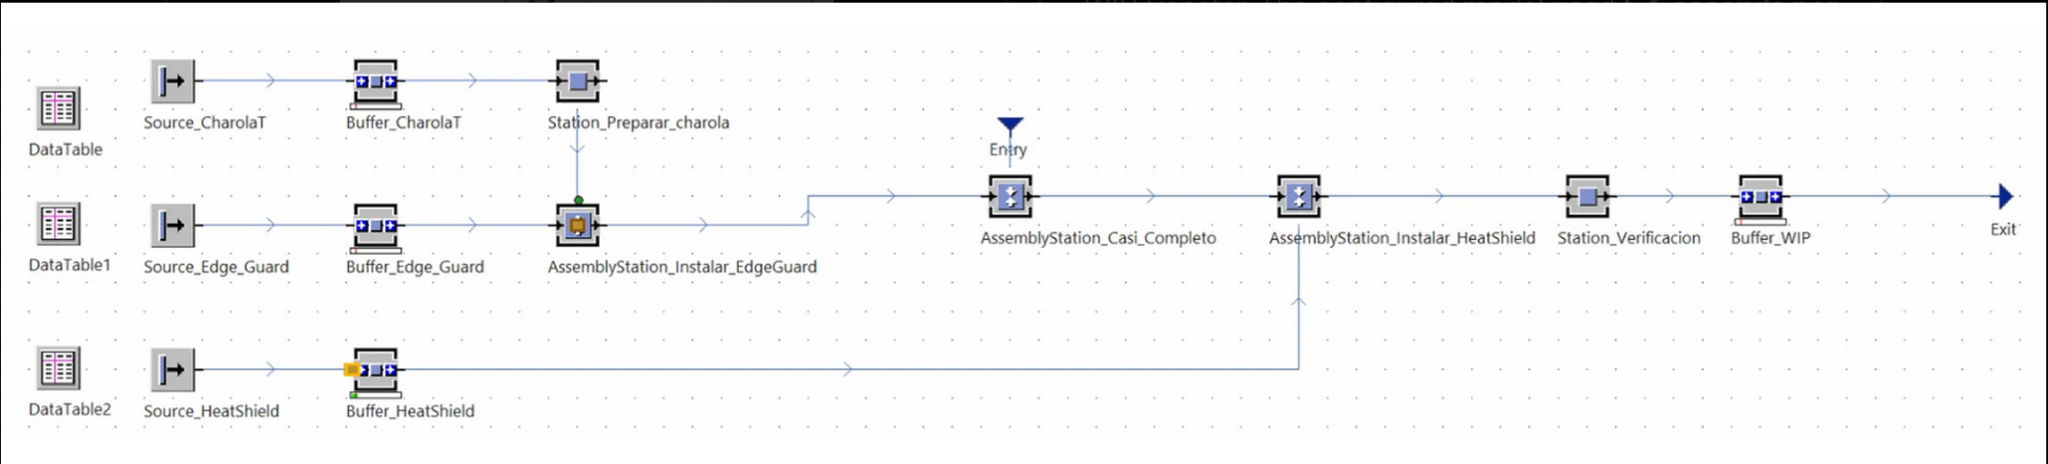 Source_CharolaT
Buffer_CharolaT
Station_Preparar_charola
DataTable
Entry
AssemblyStation_Casi_Completo
AssemblyStation_Instalar_HeatShield
Station_Verificacion
Buffer_WIP
Exit
DataTable1
Source_Edge_Guard
Buffer_Edge_Guard
AssemblyStation_Instalar_EdgeGuard
DataTable2
Source_HeatShield
Buffer_HeatShield